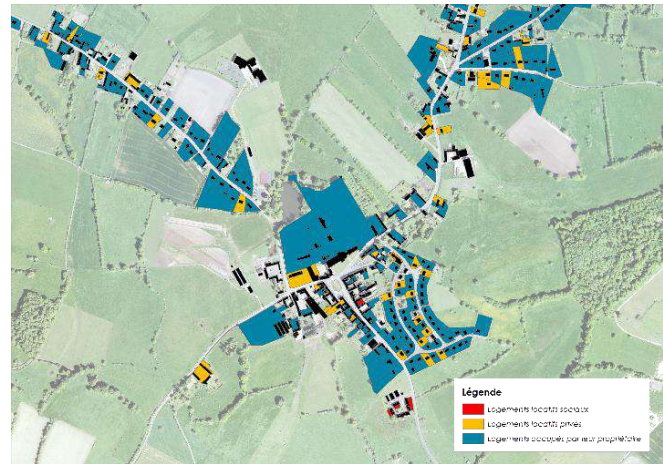 Légende
Logements locatifs sociaux
Logements locatifs privés
Logements occupés par leur propriétaire